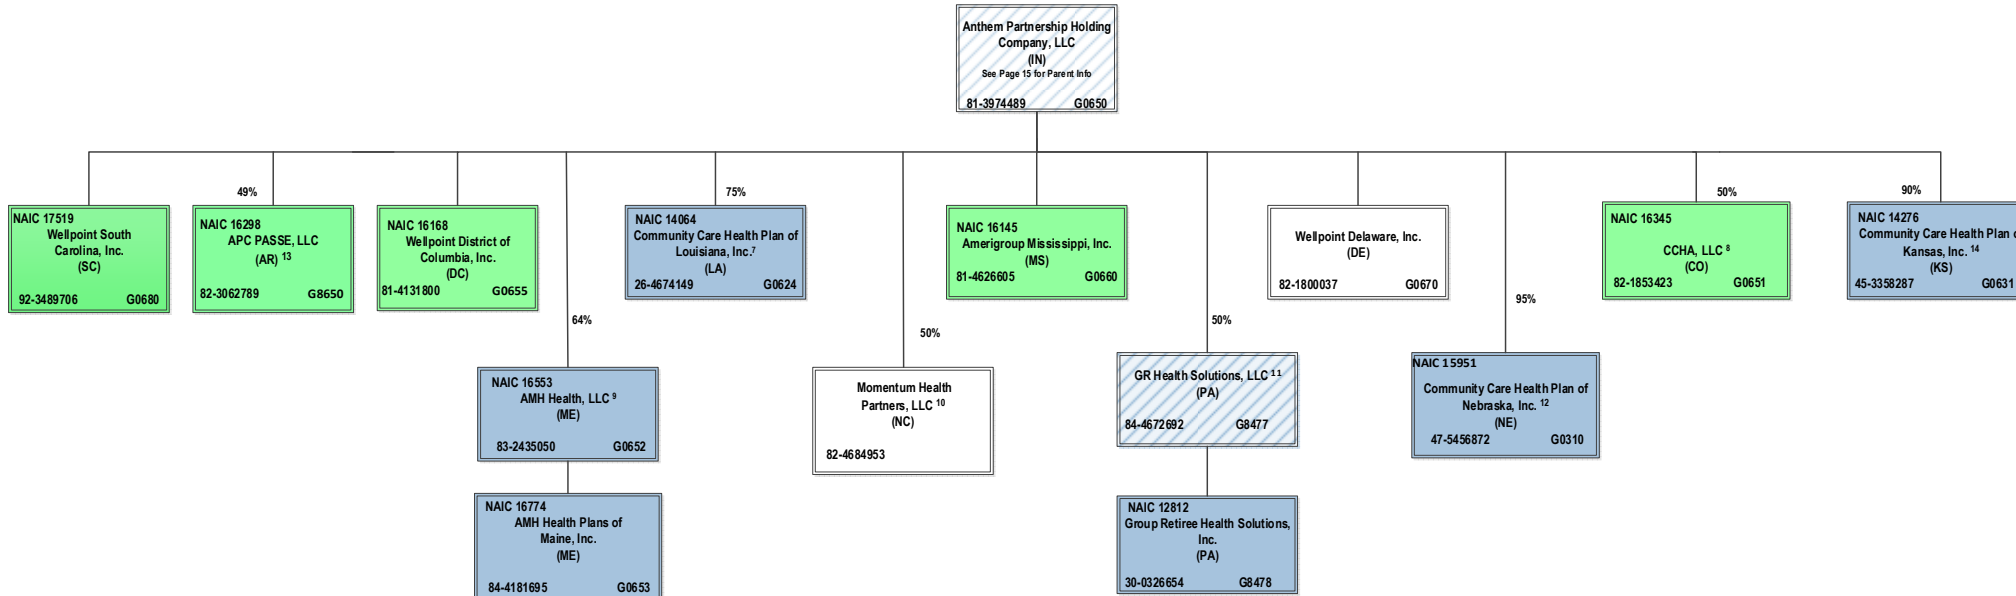 Anthem Partnership Holding
Company, LLC
(IN)
See Page 15 for Parent Info
81-3974489 G0650
49%
75%
50%
90%
NAIC 17519
Wellpoint South
Carolina, Inc.
(SC)
92-3489706 G0680
NAIC 16298
APC PASSE, LLC
(AR) 13
82-3062789 G8650
NAIC 16168
Wellpoint District of
Columbia, Inc.
(DC)
81-4131800 G0655
NAIC 14064
Community Care Health Plan of
Louisiana, Inc.7
(LA)
26-4674149 G0624
NAIC 16145
Amerigroup Mississippi, Inc.
(MS)
81-4626605 G0660
Wellpoint Delaware, Inc.
(DE)
82-1800037 G0670
NAIC 16345
CCHA, LLC 8
(CO)
82-1853423 G0651
NAIC 14276
Community Care Health Plan o
Kansas, Inc. 14
(KS)
45-3358287 G0631
64%
50%
50%
95%
NAIC 16553
AMH Health, LLC 9
(ME)
83-2435050 G0652
Momentum Health
Partners, LLC 10
(NC)
82-4684953
GR Health Solutions, LLC 11
(PA)
84-4672692 G8477
NAIC 15951
Community Care Health Plan of
Nebraska, Inc. 12
(NE)
47-5456872 G0310
NAIC 16774
AMH Health Plans of
Maine, Inc.
(ME)
84-4181695 G0653
NAIC 12812
Group Retiree Health Solutions,
Inc.
(PA)
30-0326654 G8478